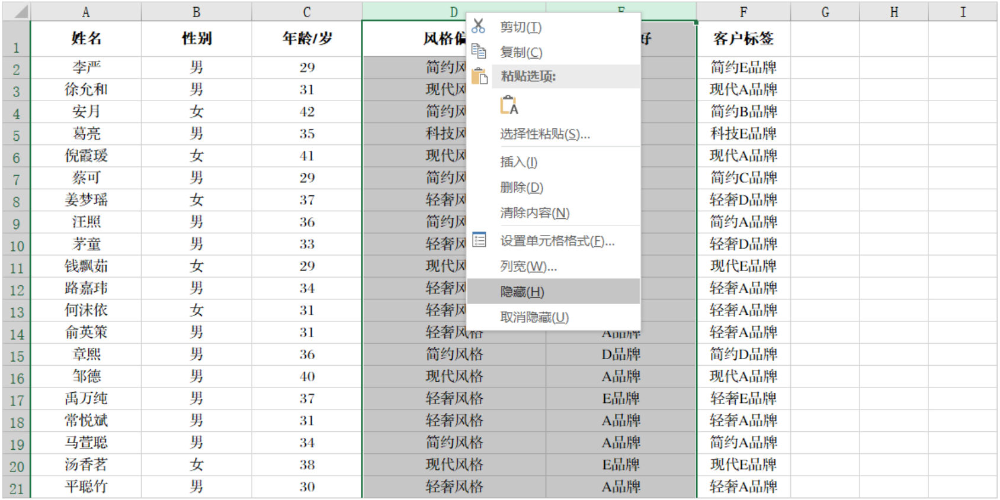 A B C D E F G H I
1 姓名 性别 年龄/岁 风格偏 好 客户标签
2 李严 男 29 简约风 简约E品牌
3 徐允和 男 31 现代风 现代A品牌
4 安月 女 42 简约风 简约B品牌
5 葛亮 男 35 科技风 科技E品牌
6 倪霞瑗 女 41 现代风 现代A品牌
7 蔡可 男 29 简约风 简约C品牌
8 姜梦瑶 女 37 轻奢风 轻奢D品牌
9 汪照 男 36 简约风 简约A品牌
10 茅童 男 33 轻奢风 轻奢D品牌
11 钱飘茹 女 29 现代风 现代E品牌
12 路嘉玮 男 34 轻奢风 轻奢A品牌
13 何沫依 女 31 轻奢风 轻奢A品牌
14 俞英策 男 31 轻奢风格 A品牌 轻奢A品牌
15 章熙 男 36 简约风格 D品牌 简约D品牌
16 邹德 男 40 现代风格 A品牌 现代A品牌
17 禹万纯 男 37 轻奢风格 E品牌 轻奢E品牌
18 常悦斌 男 31 轻奢风格 A品牌 轻奢A品牌
19 马萱聪 男 34 简约风格 A品牌 简约A品牌
20 汤香茗 女 38 现代风格 E品牌 现代E品牌
21 平聪竹 男 30 轻奢风格 A品牌 轻奢A品牌
剪切(T)
复制(C)
粘贴选项:
A
选择性粘贴(S)...
插入(I)
删除(D)
清除内容(N)
设置单元格格式(F)...
列宽(W)...
隐藏(H)
取消隐藏(U)